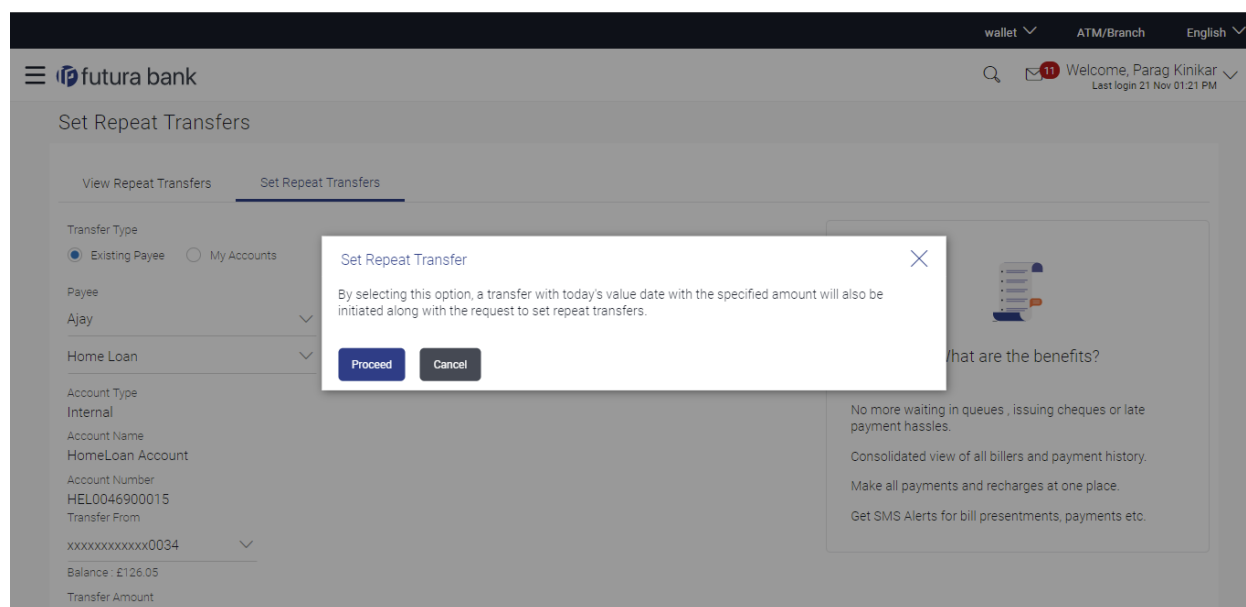 wallet ATM/Branch English
futura bank
11 Welcome, Parag Kinikar
Last login 21 Nov 01:21 PM
Set Repeat Transfers
View Repeat Transfers Set Repeat Transfers
Transfer Type
Existing Payee My Accounts
Payee
Ajay
Home Loan
Account Type
Internal
Account Name
HomeLoan Account
Account Number
HEL0046900015
Transfer From
xxxxxxxxxxxx0034
Balance : £126.05
Transfer Amount
Set Repeat Transfer
By selecting this option, a transfer with today's value date with the specified amount will also be
initiated along with the request to set repeat transfers.
Proceed Cancel
hat are the benefits?
No more waiting in queues , issuing cheques or late
payment hassles.
Consolidated view of all billers and payment history.
Make all payments and recharges at one place.
Get SMS Alerts for bill presentments, payments etc.